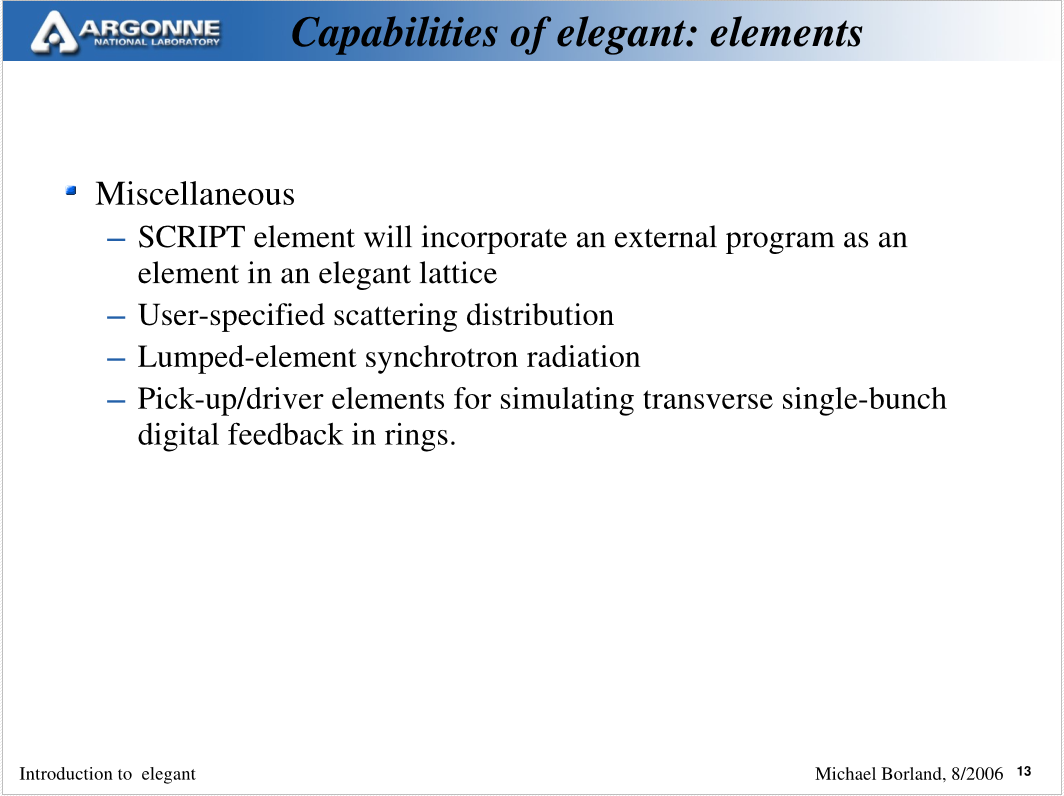 ARGONNE
NATIONAL LABORATORY
Capabilities of elegant: elements
Miscellaneous
– SCRIPT element will incorporate an external program as an
element in an elegant lattice
– User-specified scattering distribution
– Lumped-element synchrotron radiation
– Pick-up/driver elements for simulating transverse single-bunch
digital feedback in rings.
Introduction to elegant
Michael Borland, 8/2006 13